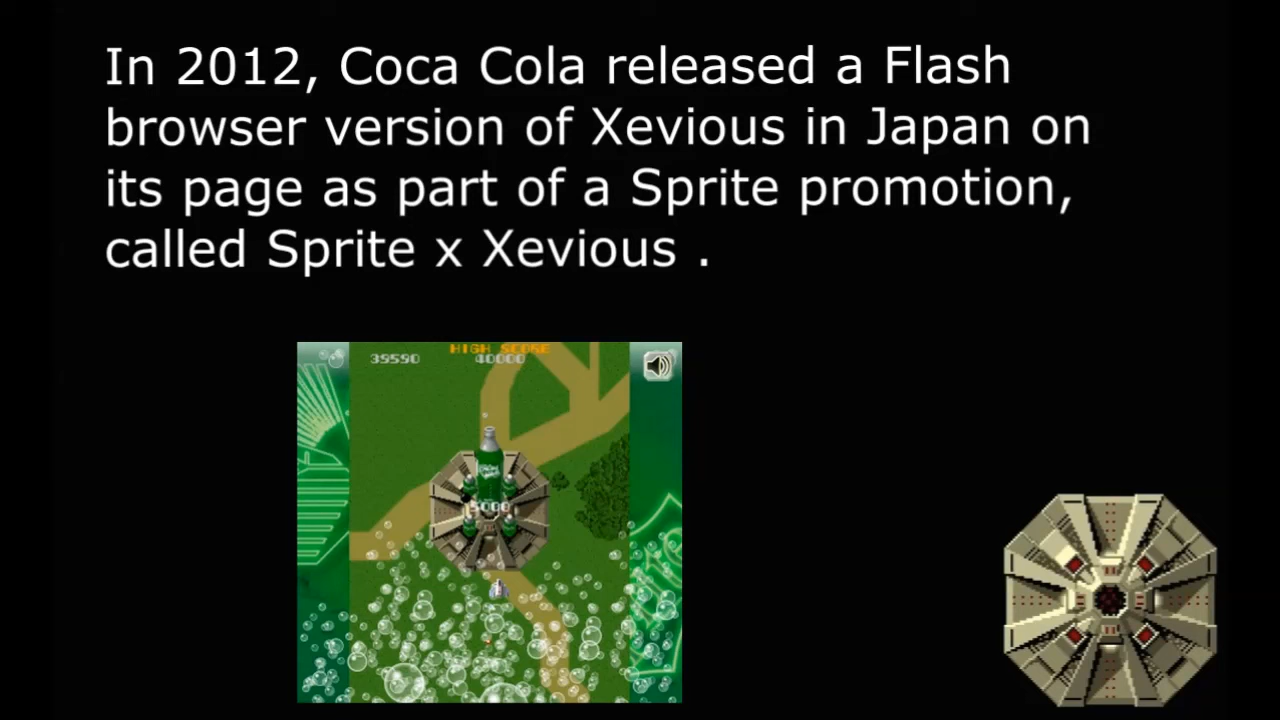 In 2012, Coca Cola released a Flash
browser version of Xevious in Japan on
its page as part of a Sprite promotion,
called Sprite x Xevious .
HIGH SCORE
39590 40000
5000